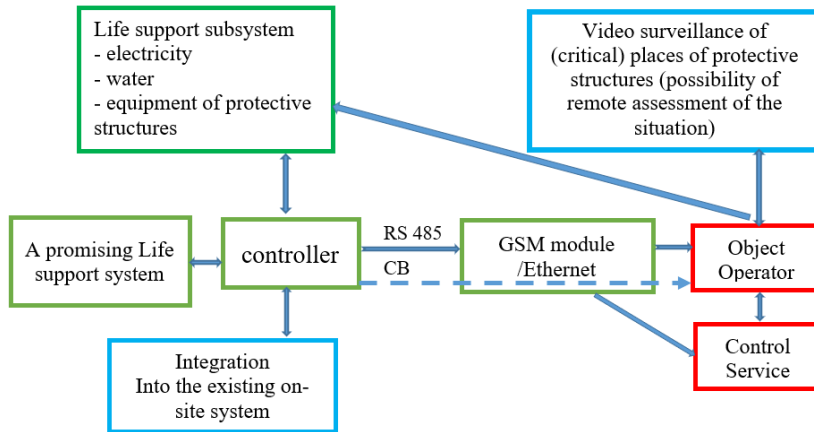 Life support subsystem
- electricity
- water
- equipment of protective
structures
Video surveillance of
(critical) places of protective
structures (possibility of
remote assessment of the
situation)
A promising Life
support system
controller
RS 485
CB
GSM module
/Ethernet
Object
Operator
Integration
Into the existing on-
site system
Control
Service